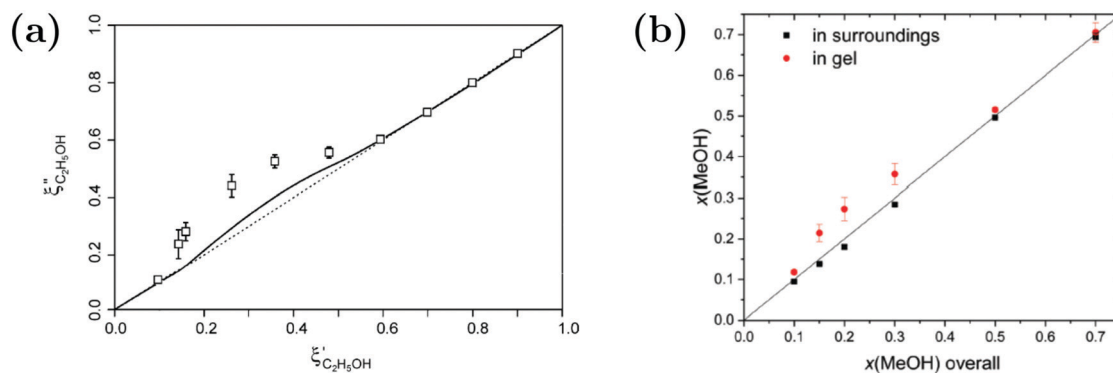 (a)
1.0
0.8
0.6
0.4
0.2
0.0
ξ''C₂H₅OH
0.0 0.2 0.4 0.6 0.8 1.0
ξ'C₂H₅OH
(b)
in surroundings
in gel
0.7
0.6
0.5
0.4
0.3
0.2
0.1
0.0
x(MeOH)
0.1 0.2 0.3 0.4 0.5 0.6 0.7
x(MeOH) overall